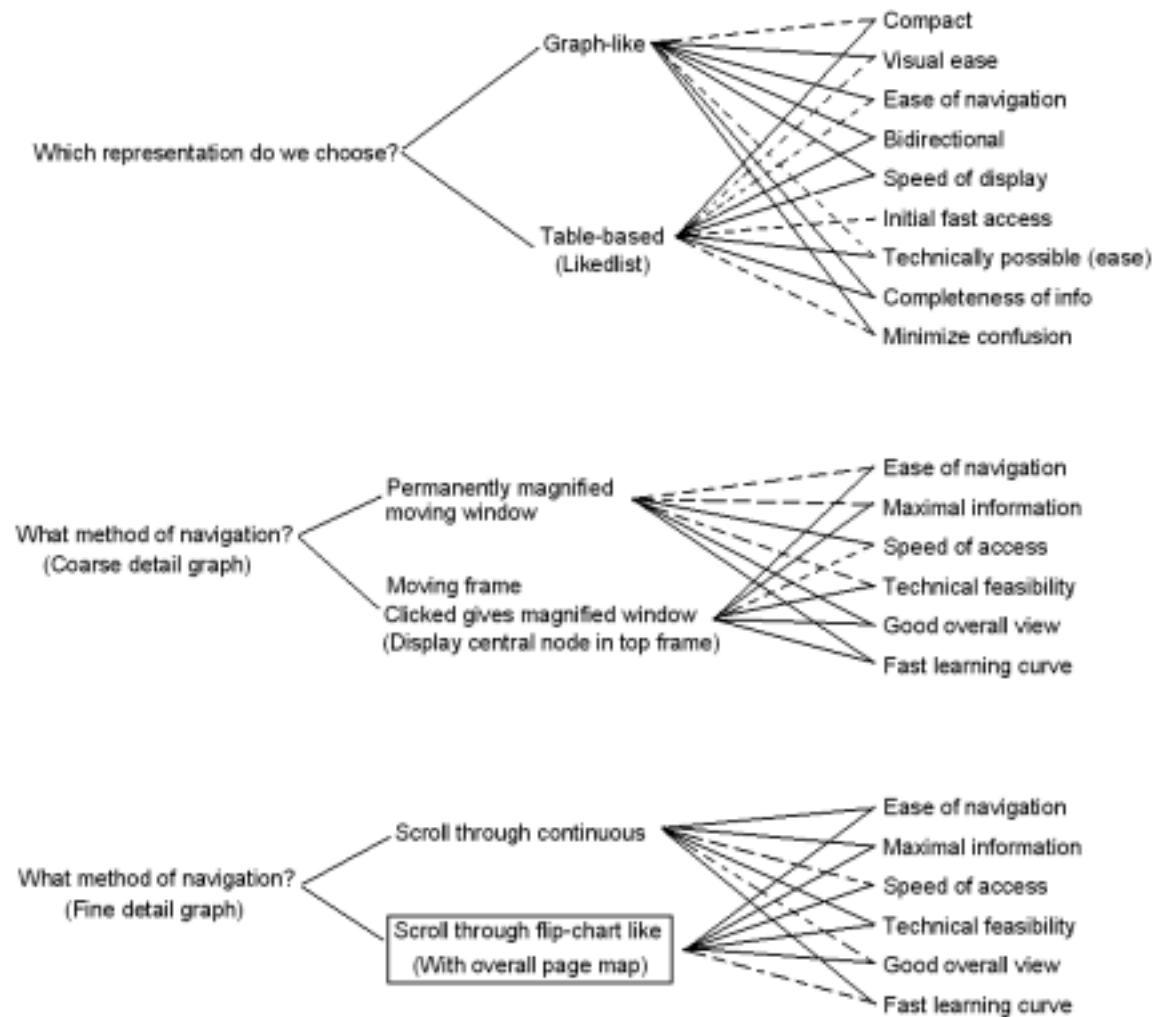 Which representation do we choose?
Graph-like
Table-based
(Likedlist)
Compact
Visual ease
Ease of navigation
Bidirectional
Speed of display
Initial fast access
Technically possible (ease)
Completeness of info
Minimize confusion
What method of navigation?
(Coarse detail graph)
Permanently magnified
moving window
Moving frame
Clicked gives magnified window
(Display central node in top frame)
Ease of navigation
Maximal information
Speed of access
Technical feasibility
Good overall view
Fast learning curve
What method of navigation?
(Fine detail graph)
Scroll through continuous
Scroll through flip-chart like
(With overall page map)
Ease of navigation
Maximal information
Speed of access
Technical feasibility
Good overall view
Fast learning curve